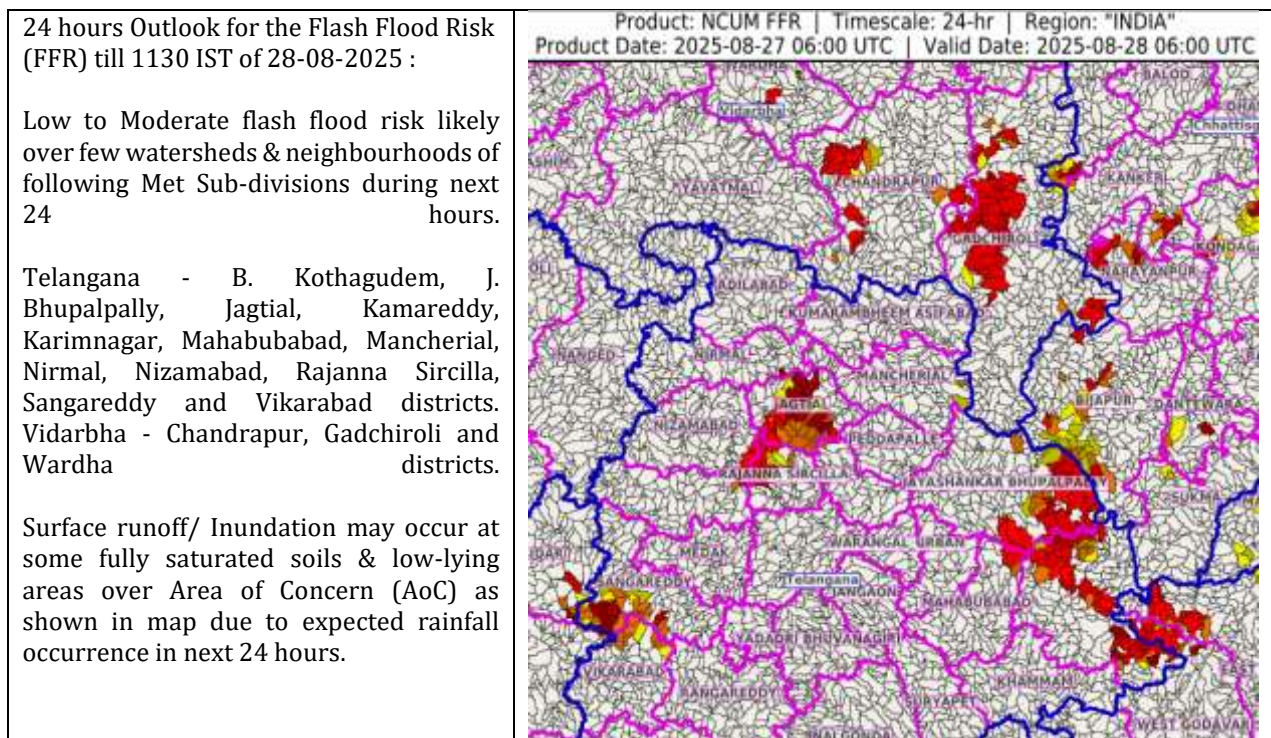 24 hours Outlook for the Flash Flood Risk
(FFR) till 1130 IST of 28-08-2025 :
Low to Moderate flash flood risk likely
over few watersheds & neighbourhoods of
following Met Sub-divisions during next
24 hours.
Telangana - B. Kothagudem, J.
Bhupalpally, Jagtial, Kamareddy,
Karimnagar, Mahabubabad, Mancherial,
Nirmal, Nizamabad, Rajanna Sircilla,
Sangareddy and Vikarabad districts.
Vidarbha - Chandrapur, Gadchiroli and
Wardha districts.
Surface runoff/ Inundation may occur at
some fully saturated soils & low-lying
areas over Area of Concern (AoC) as
shown in map due to expected rainfall
occurrence in next 24 hours.
Product: NCUM FFR | Timescale: 24-hr | Region: "INDIA"
Product Date: 2025-08-27 06:00 UTC | Valid Date: 2025-08-28 06:00 UTC
BALOD
Vidarbha
YAVATMAL
CHANDRAPUR
KANKER
GADCHIROLI
NARAYANPUR
ADILABAD
KUMARAMBHEEM ASIFABAD
NANDED
NIRMAL
MANCHERIAL
JAGTIAL
BIJAPUR
DANTEWARA
NIZAMABAD
PEDDAPALLE
RAJANNA SIRCILLA
JAYASHANKAR BHUPALPALLY
SUKMA
WARANGAL URBAN
MEDAK
SANGAREDDY
Telangana
JANGAON
MAHABUBABAD
YADADRI BHUVANAGIRI
VIKARABAD
RANGAREDDY
KHAMMAM
SURYAPET
EAST
NALGONDA
WEST GODAVARI